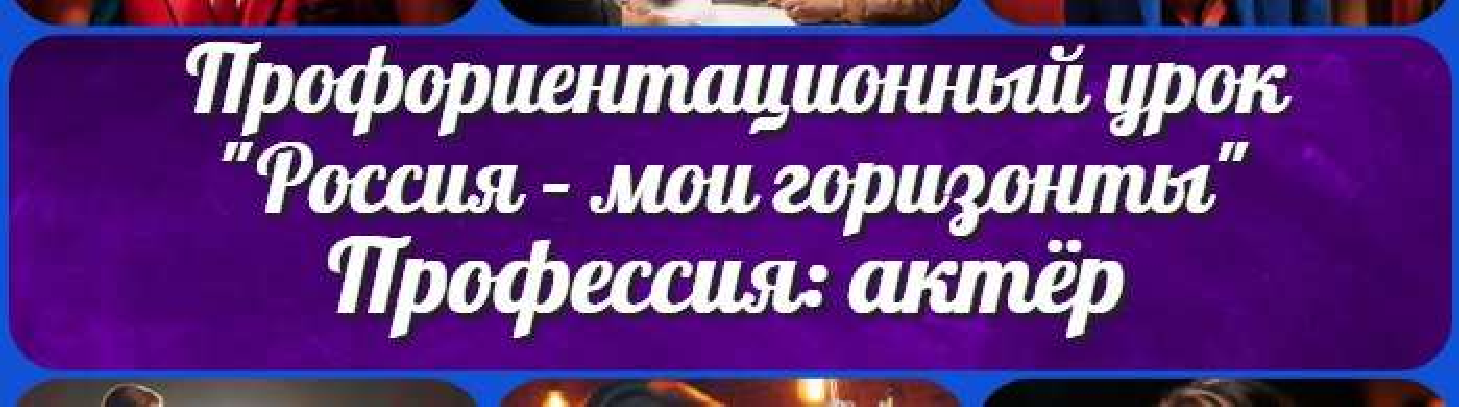 Профориентационный урок
"Россия - мои горизонты"
Профессия: актёр